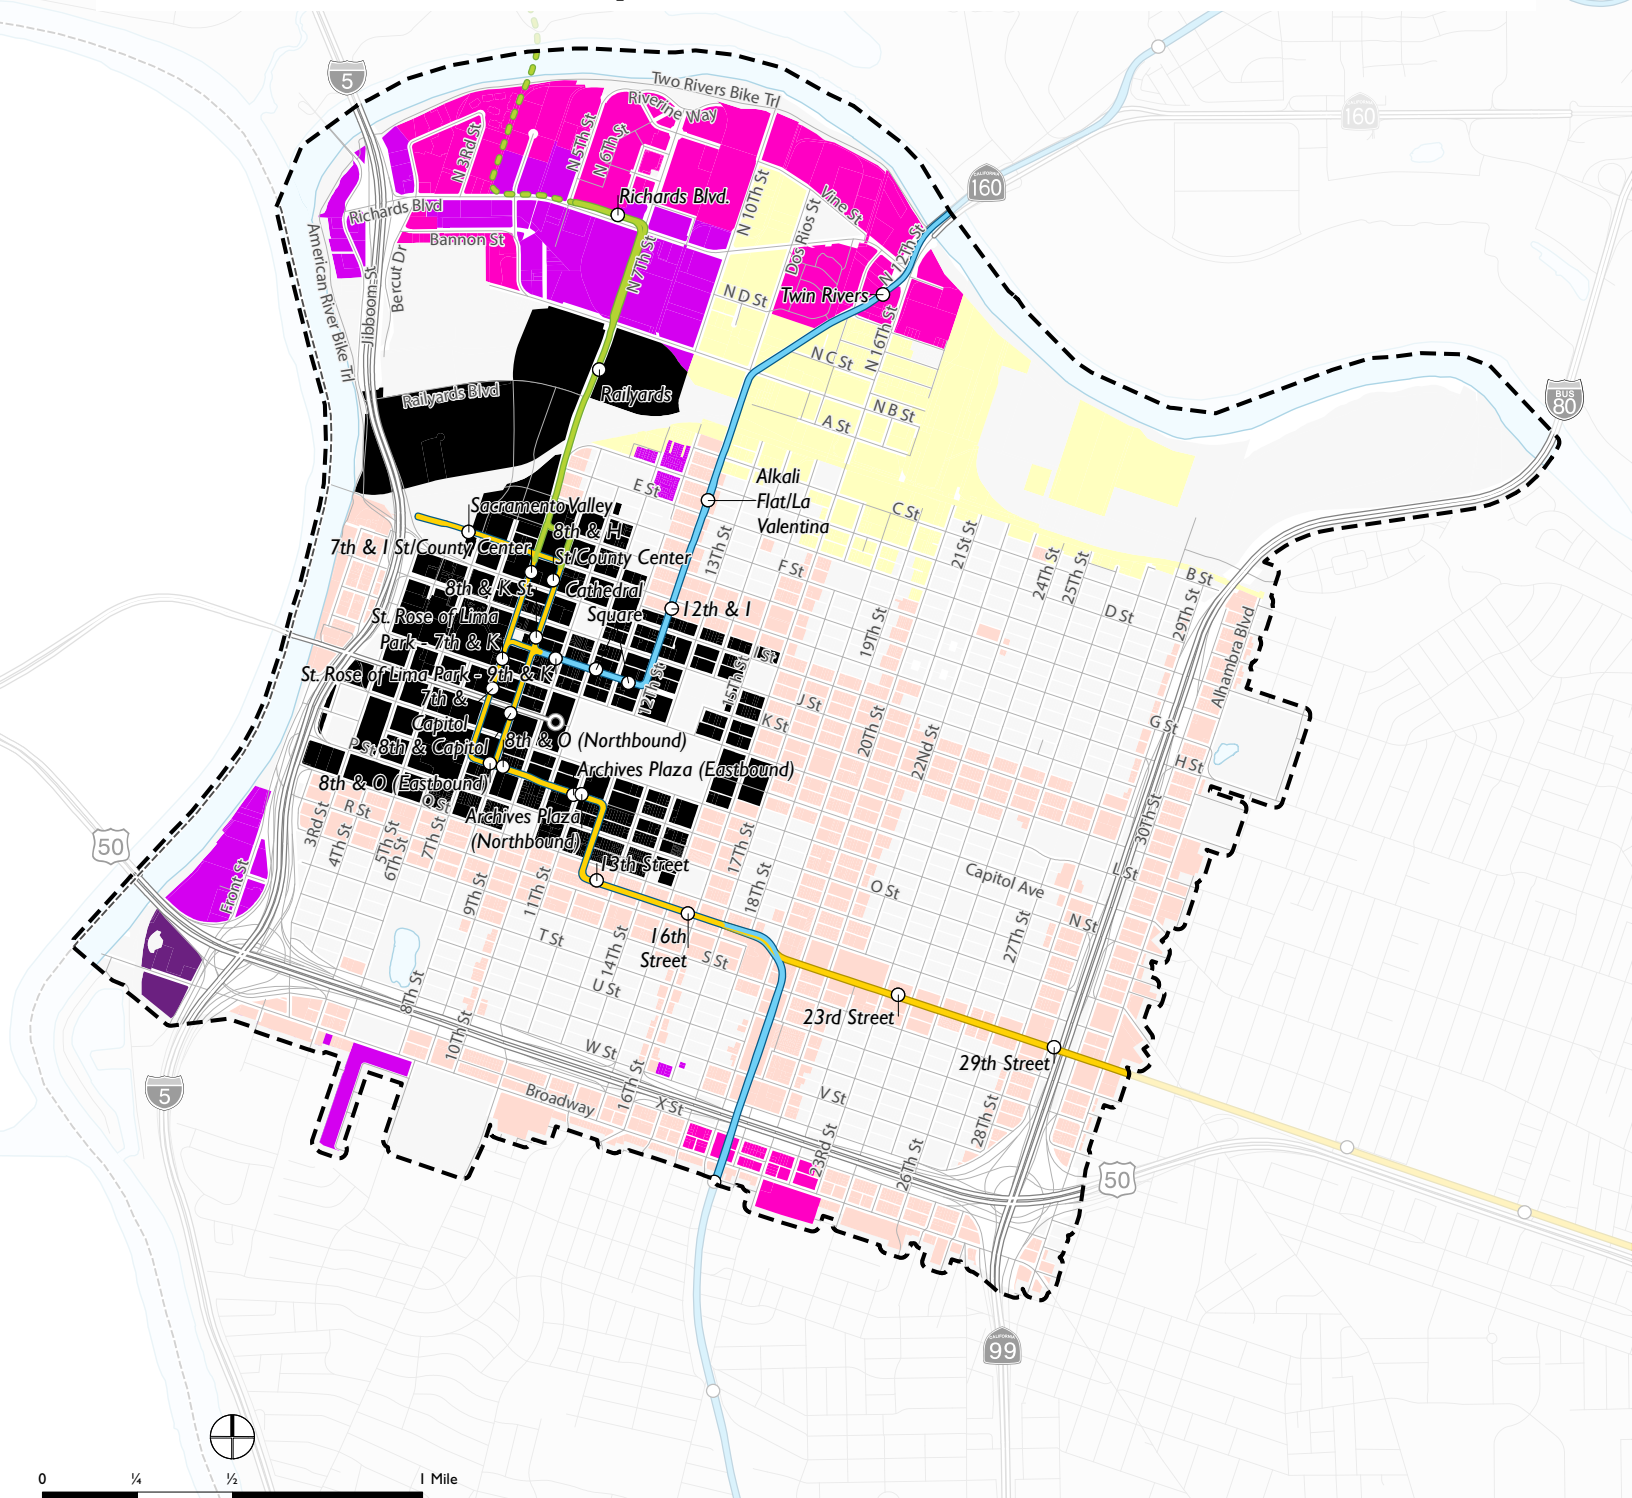 5
Two Rivers Bike Trl
Riverine Way
160
CALIFORNIA
160
N 3Rd St
N 5Th St
N 6Th St
Richards Blvd.
N 10Th St
Vine St
Richards Blvd
Bannon St
Dos Rios St
N 12Th St
N 7Th St
American River Bike Trl
Jibboom St
Bercut Dr
N D St
Twin Rivers
N 16Th St
N C St
Railyards
Railyards Blvd
N B St
A St
BUS
80
E St
Alkali
Flat/La
Valentina
C St
Sacramento Valley
8th & H
St/County Center
7th & I St/County Center
13Th St
F St
21St St
24Th St
25Th St
B St
D St
29Th St
8th & K St
Cathedral
Square
12th & I
St. Rose of Lima
Park - 7th & K
19Th St
Alhambra Blvd
I St
St. Rose of Lima Park - 9th & K
12Th St
15Th St
J St
K St
7th &
Capitol
20Th St
22Nd St
G St
H St
P St
8th & Capitol
8th & O (Northbound)
Archives Plaza (Eastbound)
8th & O (Eastbound)
Q St
R St
Archives Plaza
(Northbound)
3Rd St
4Th St
5Th St
6Th St
7Th St
50
30Th St
17Th St
13th Street
18Th St
O St
Capitol Ave
L St
Front St
9Th St
11Th St
N St
27Th St
T St
14Th St
16th
Street
S St
8Th St
U St
23rd Street
10Th St
W St
29th Street
5
16Th St
Broadway
X St
V St
28Th St
23Rd St
26Th St
50
CALIFORNIA
99
0
¼
½
1 Mile